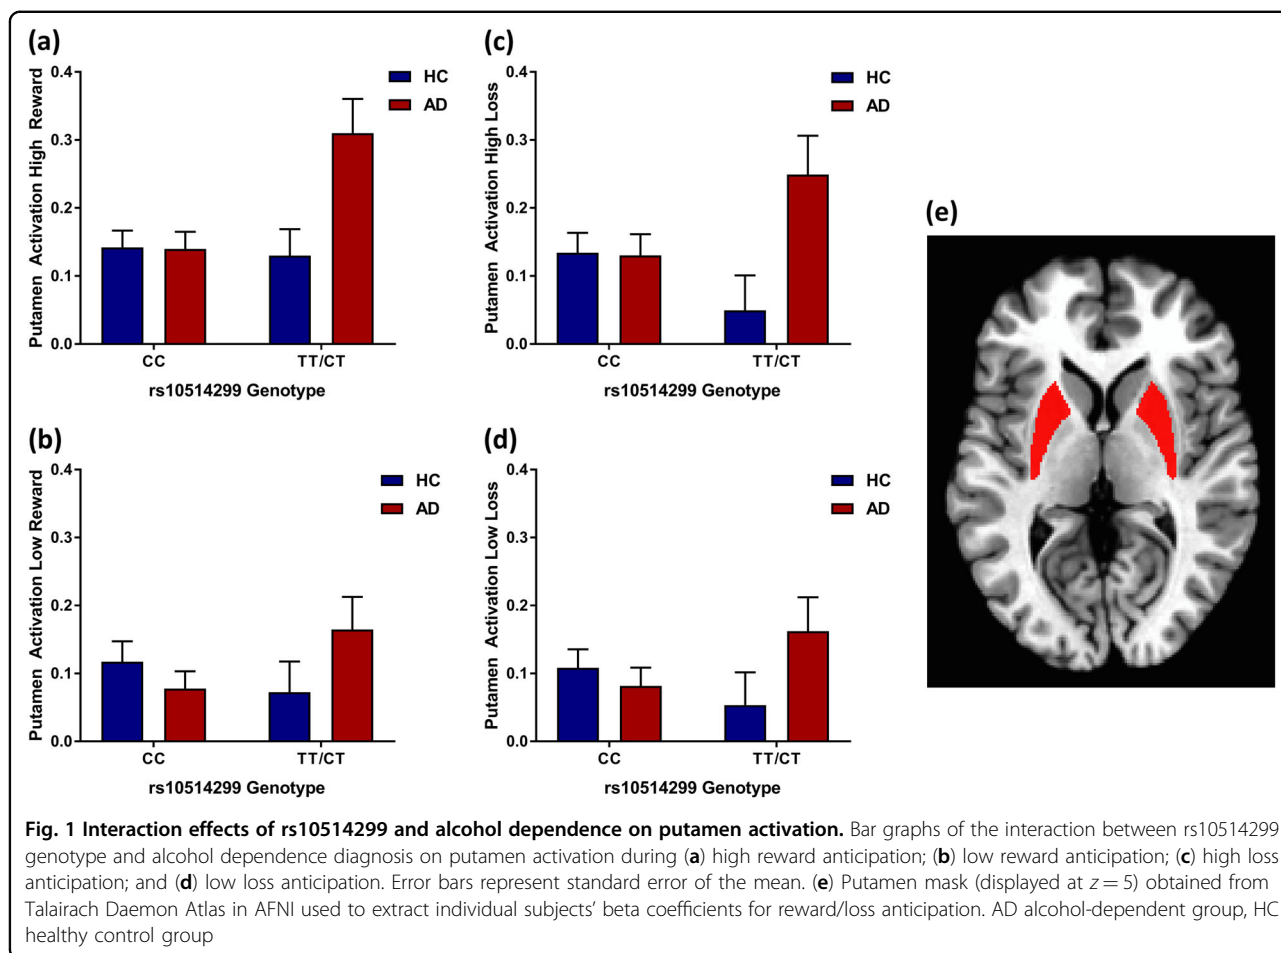 (a)
Putamen Activation High Reward
0.4
0.3
0.2
0.1
0.0
HC
AD
CC
TT/CT
rs10514299 Genotype
(c)
Putamen Activation High Loss
0.4
0.3
0.2
0.1
0.0
HC
AD
CC
TT/CT
rs10514299 Genotype
(e)
(b)
Putamen Activation Low Reward
0.4
0.3
0.2
0.1
0.0
HC
AD
CC
TT/CT
rs10514299 Genotype
(d)
Putamen Activation Low Loss
0.4
0.3
0.2
0.1
0.0
HC
AD
CC
TT/CT
rs10514299 Genotype
Fig. 1 Interaction effects of rs10514299 and alcohol dependence on putamen activation. Bar graphs of the interaction between rs10514299
genotype and alcohol dependence diagnosis on putamen activation during (a) high reward anticipation; (b) low reward anticipation; (c) high loss
anticipation; and (d) low loss anticipation. Error bars represent standard error of the mean. (e) Putamen mask (displayed at z = 5) obtained from
Talairach Daemon Atlas in AFNI used to extract individual subjects' beta coefficients for reward/loss anticipation. AD alcohol-dependent group, HC
healthy control group